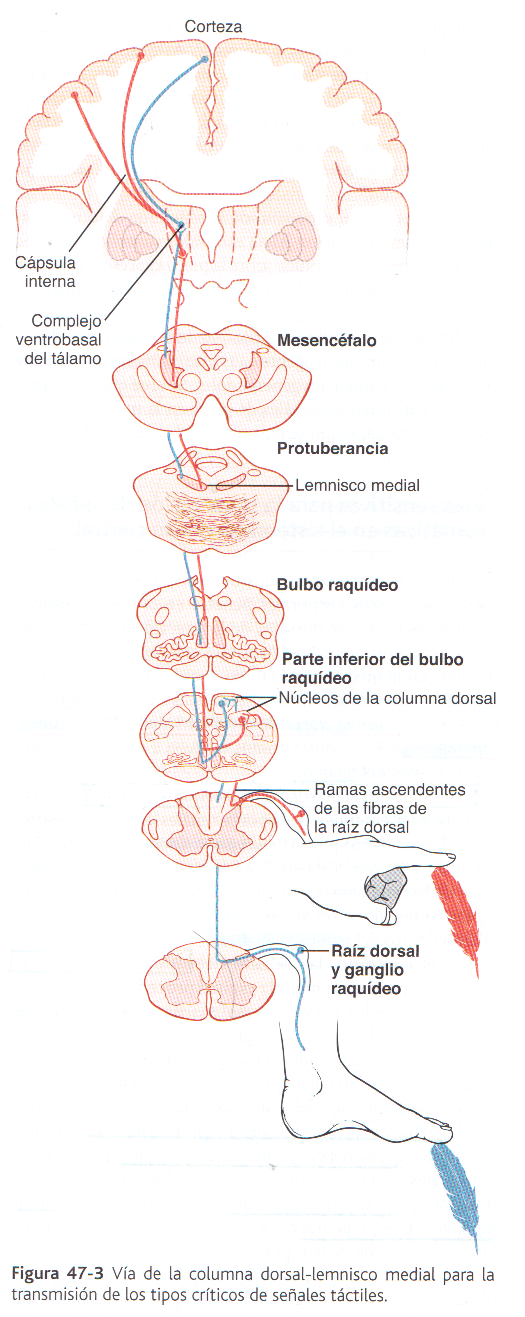 Corteza
Cápsula
interna
Complejo
ventrobasal
del tálamo
Mesencéfalo
Protuberancia
Lemnisco medial
Bulbo raquídeo
Parte inferior del bulbo
raquídeo
Núcleos de la columna dorsal
Ramas ascendentes
de las fibras de
la raíz dorsal
Raíz dorsal
y ganglio
raquídeo
Figura 47-3 Vía de la columna dorsal-lemnisco medial para la
transmisión de los tipos críticos de señales táctiles.